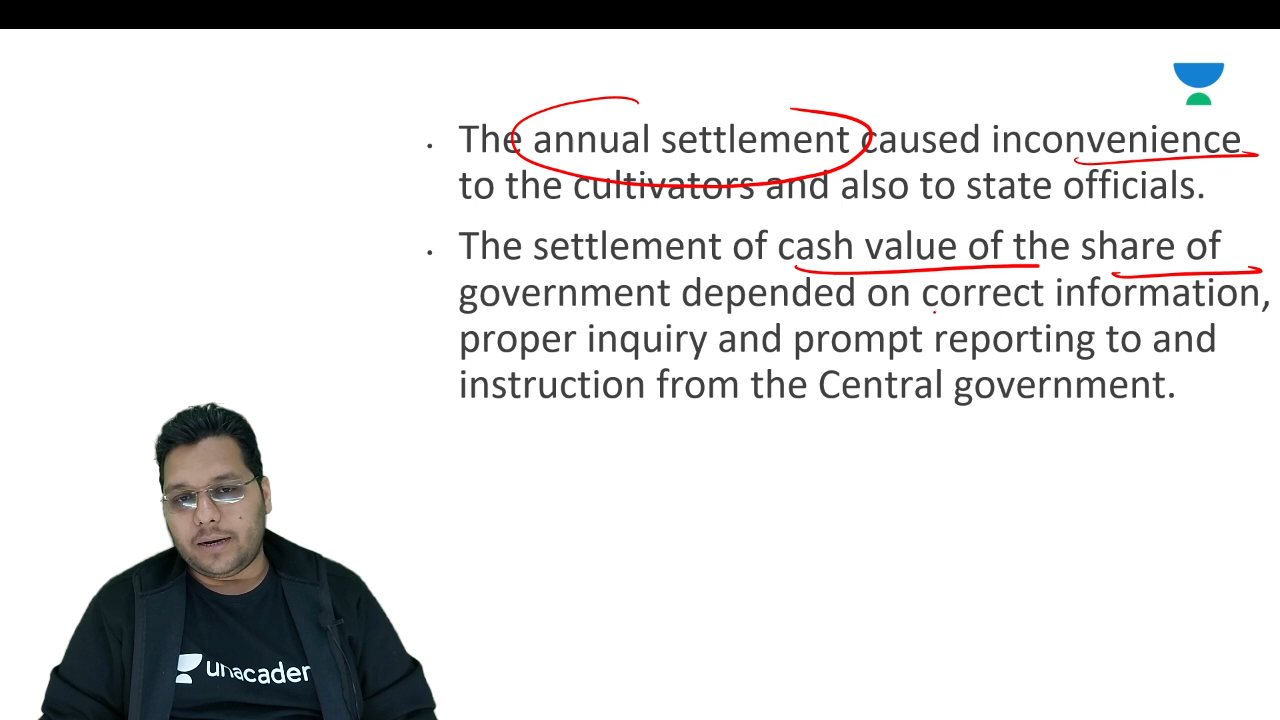 • The annual settlement caused inconvenience
to the cultivators and also to state officials.
• The settlement of cash value of the share of
government depended on correct information,
proper inquiry and prompt reporting to and
instruction from the Central government.
unacader